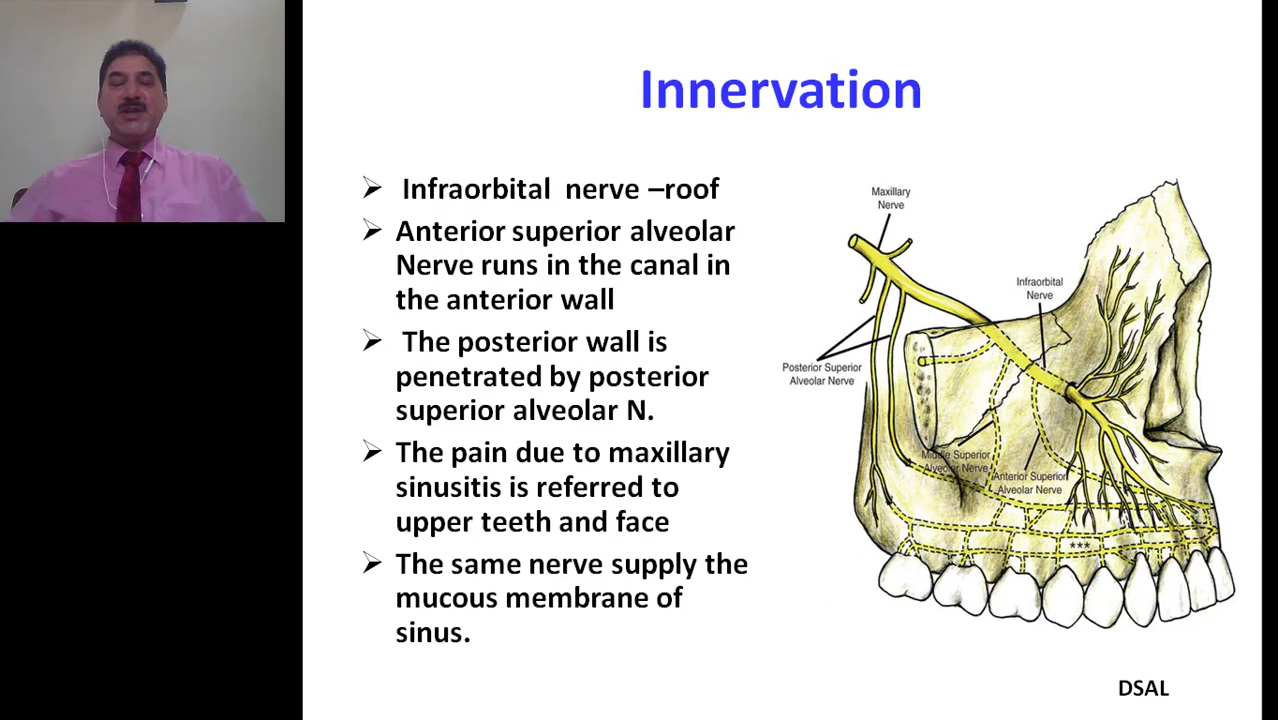 Innervation
➢ Infraorbital nerve –roof
➢ Anterior superior alveolar
Nerve runs in the canal in
the anterior wall
➢ The posterior wall is
penetrated by posterior
superior alveolar N.
➢ The pain due to maxillary
sinusitis is referred to
upper teeth and face
➢ The same nerve supply the
mucous membrane of
sinus.
Maxillary
Nerve
Infraorbital
Nerve
Posterior Superior
Alveolar Nerve
Middle Superior
Alveolar Nerve
Anterior Superior
Alveolar Nerve
***
DSAL